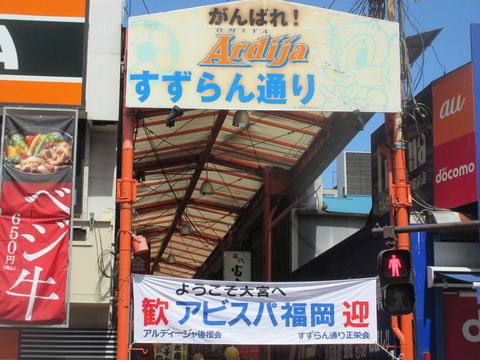 がんばれ!
OMIYA
Ardija
すずらん通り
ベジ牛
650円
(税込)
au
docomo
ようこそ大宮へ
歓 アビスパ福岡 迎
アルディージャ後援会 すずらん通り正栄会